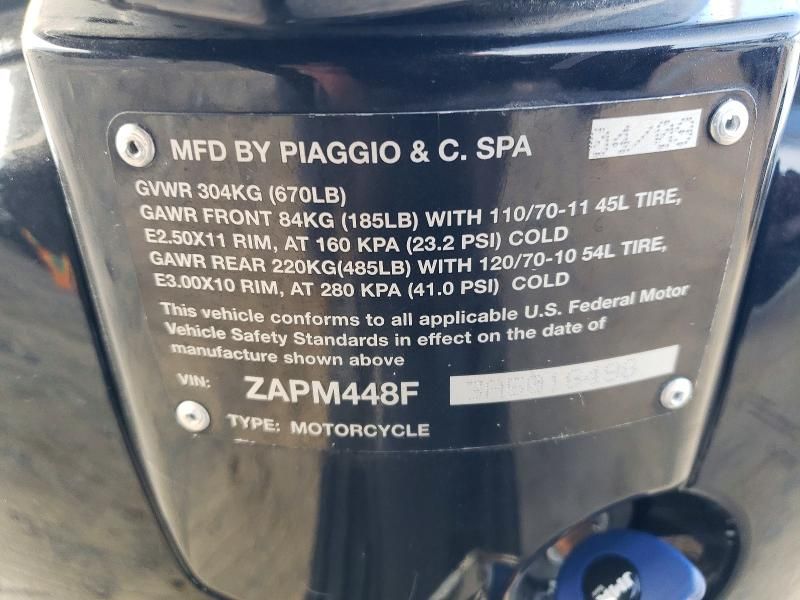 MFD BY PIAGGIO & C. SPA 04/09
GVWR 304KG (670LB)
GAWR FRONT 84KG (185LB) WITH 110/70-11 45L TIRE,
E2.50X11 RIM, AT 160 KPA (23.2 PSI) COLD
GAWR REAR 220KG(485LB) WITH 120/70-10 54L TIRE,
E3.00X10 RIM, AT 280 KPA (41.0 PSI) COLD
This vehicle conforms to all applicable U.S. Federal Motor
Vehicle Safety Standards in effect on the date of
manufacture shown above
VIN: ZAPM448F
TYPE: MOTORCYCLE